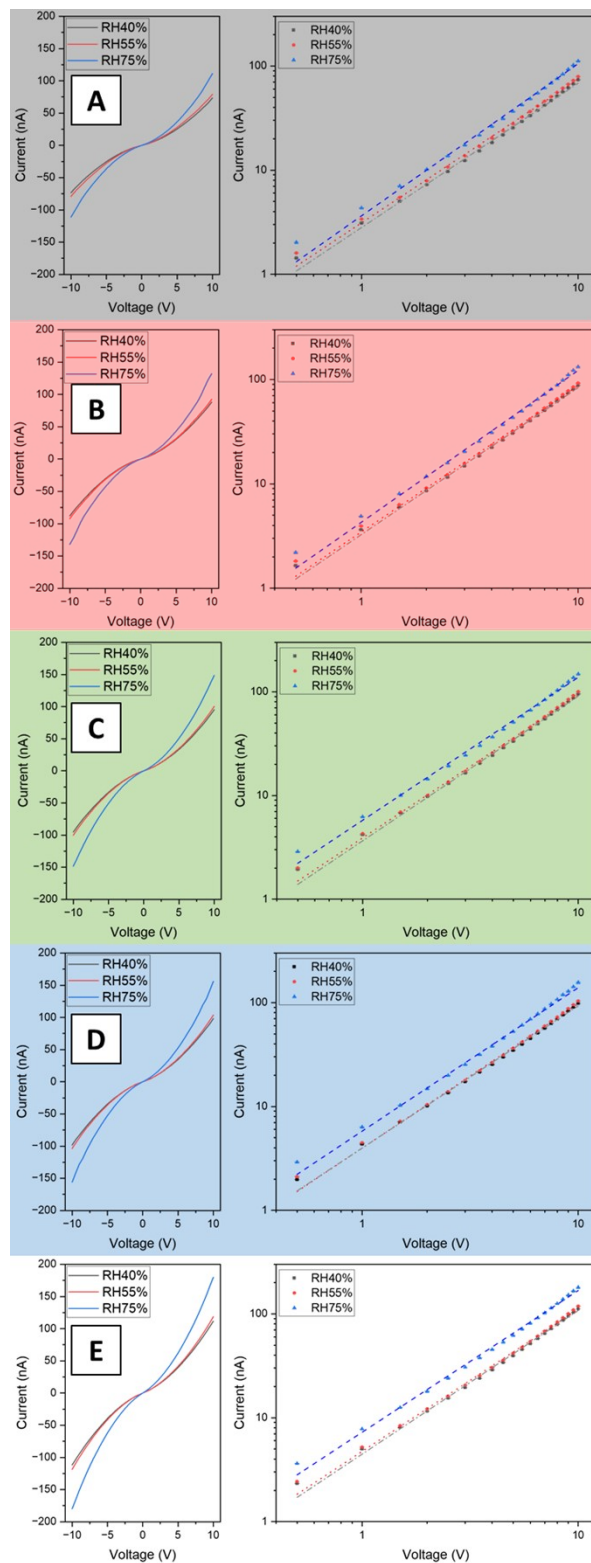 RH40%
RH55%
RH75%
A
Current (nA)
200
150
100
50
0
−50
−100
−150
−200
−10 −5 0 5 10
Voltage (V)
RH40%
RH55%
RH75%
Current (nA)
100
10
1
1 10
Voltage (V)
RH40%
RH55%
RH75%
B
Current (nA)
200
150
100
50
0
−50
−100
−150
−200
−10 −5 0 5 10
Voltage (V)
RH40%
RH55%
RH75%
Current (nA)
100
10
1
1 10
Voltage (V)
RH40%
RH55%
RH75%
C
Current (nA)
200
150
100
50
0
−50
−100
−150
−200
−10 −5 0 5 10
Voltage (V)
RH40%
RH55%
RH75%
Current (nA)
100
10
1
1 10
Voltage (V)
RH40%
RH55%
RH75%
D
Current (nA)
200
150
100
50
0
−50
−100
−150
−200
−10 −5 0 5 10
Voltage (V)
RH40%
RH55%
RH75%
Current (nA)
100
10
1
1 10
Voltage (V)
RH40%
RH55%
RH75%
E
Current (nA)
200
150
100
50
0
−50
−100
−150
−200
−10 −5 0 5 10
Voltage (V)
RH40%
RH55%
RH75%
Current (nA)
100
10
1
1 10
Voltage (V)